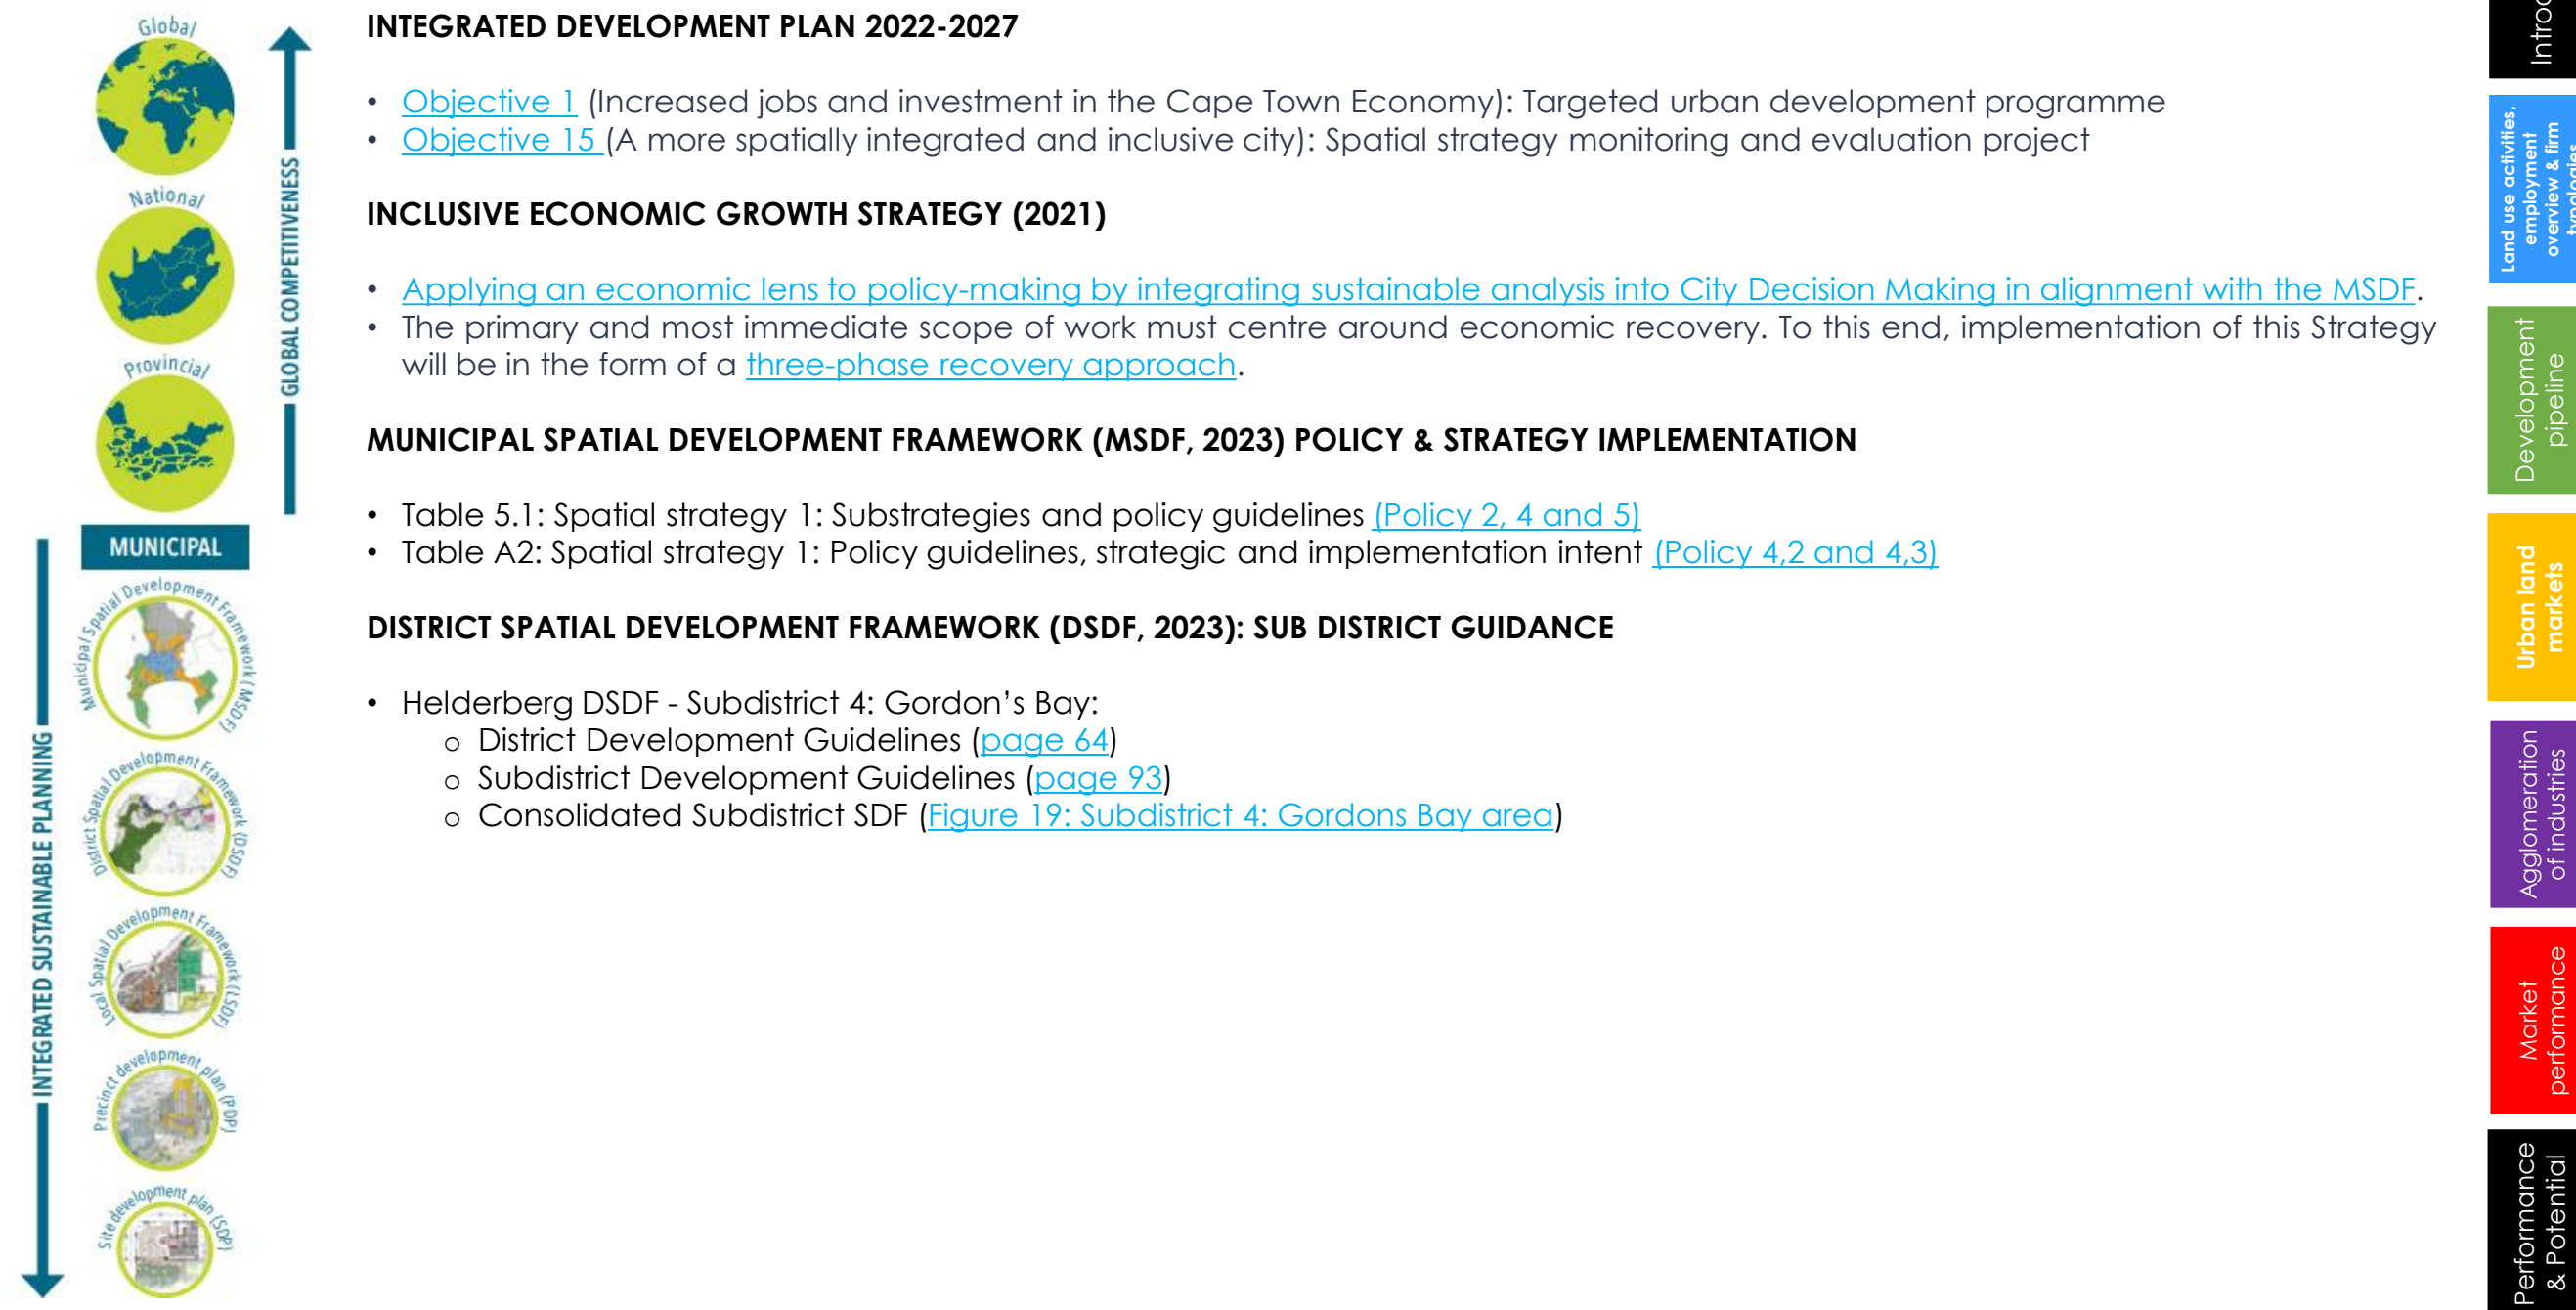 Global
National
Provincial
GLOBAL COMPETITIVENESS
MUNICIPAL
Municipal Spatial Development Framework (MSDF)
District Spatial Development Framework (DSDF)
Local Spatial Development Framework (LSDF)
Precinct development plan (PDP)
Site development plan (SDP)
INTEGRATED SUSTAINABLE PLANNING
INTEGRATED DEVELOPMENT PLAN 2022-2027
• Objective 1 (Increased jobs and investment in the Cape Town Economy): Targeted urban development programme
• Objective 15 (A more spatially integrated and inclusive city): Spatial strategy monitoring and evaluation project
INCLUSIVE ECONOMIC GROWTH STRATEGY (2021)
• Applying an economic lens to policy-making by integrating sustainable analysis into City Decision Making in alignment with the MSDF.
• The primary and most immediate scope of work must centre around economic recovery. To this end, implementation of this Strategy
will be in the form of a three-phase recovery approach.
MUNICIPAL SPATIAL DEVELOPMENT FRAMEWORK (MSDF, 2023) POLICY & STRATEGY IMPLEMENTATION
• Table 5.1: Spatial strategy 1: Substrategies and policy guidelines (Policy 2, 4 and 5)
• Table A2: Spatial strategy 1: Policy guidelines, strategic and implementation intent (Policy 4,2 and 4,3)
DISTRICT SPATIAL DEVELOPMENT FRAMEWORK (DSDF, 2023): SUB DISTRICT GUIDANCE
• Helderberg DSDF - Subdistrict 4: Gordon's Bay:
o District Development Guidelines (page 64)
o Subdistrict Development Guidelines (page 93)
o Consolidated Subdistrict SDF (Figure 19: Subdistrict 4: Gordons Bay area)
Land use activities,
employment
overview & firm
typologies
Development
pipeline
Urban land
markets
Agglomeration
of industries
Market
performance
Performance
& Potential